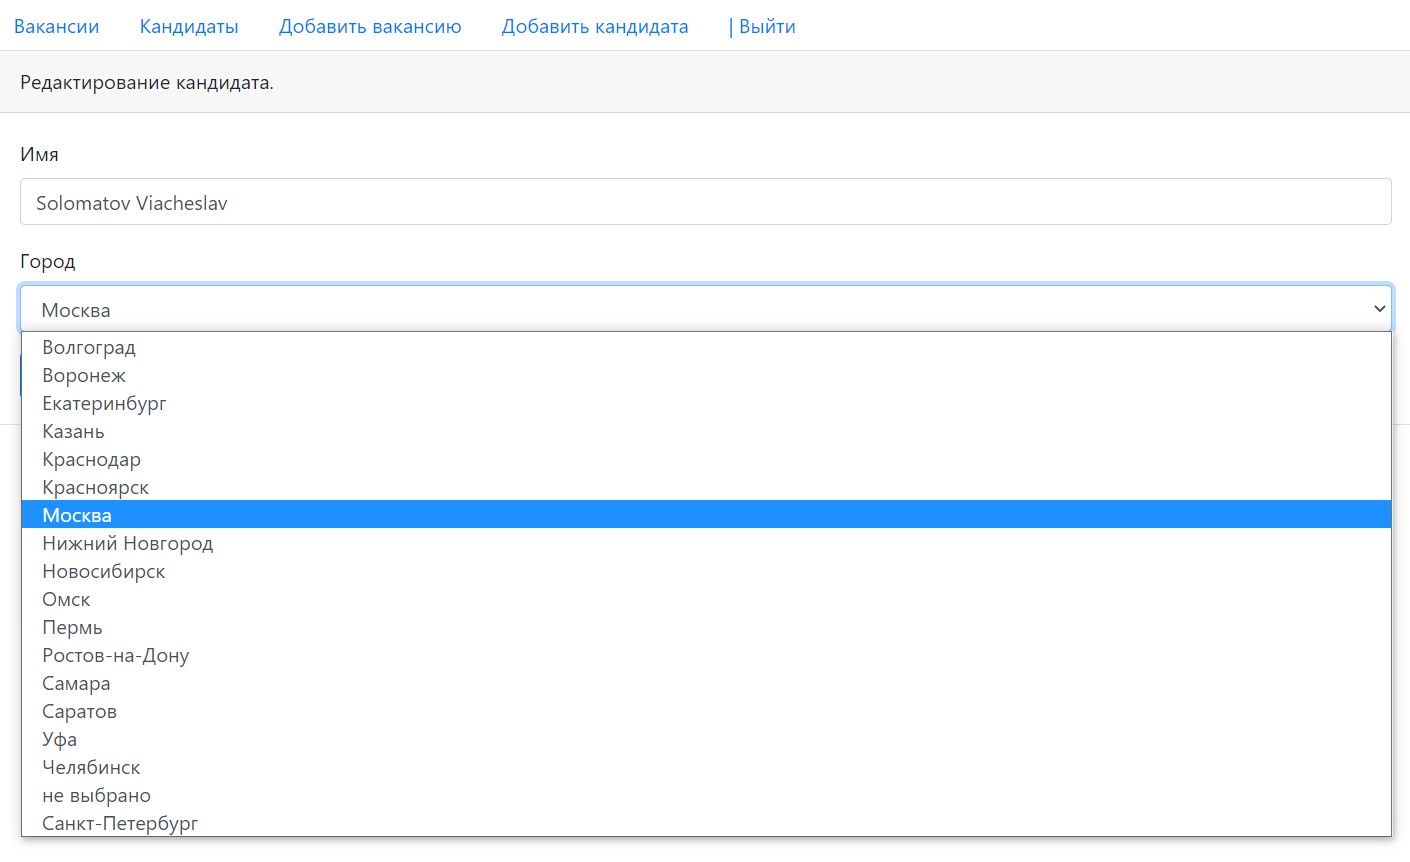 Вакансии Кандидаты Добавить вакансию Добавить кандидата | Выйти
Редактирование кандидата.
Имя
Solomatov Viacheslav
Город
Москва
Волгоград
Воронеж
Екатеринбург
Казань
Краснодар
Красноярск
Москва
Нижний Новгород
Новосибирск
Омск
Пермь
Ростов-на-Дону
Самара
Саратов
Уфа
Челябинск
не выбрано
Санкт-Петербург